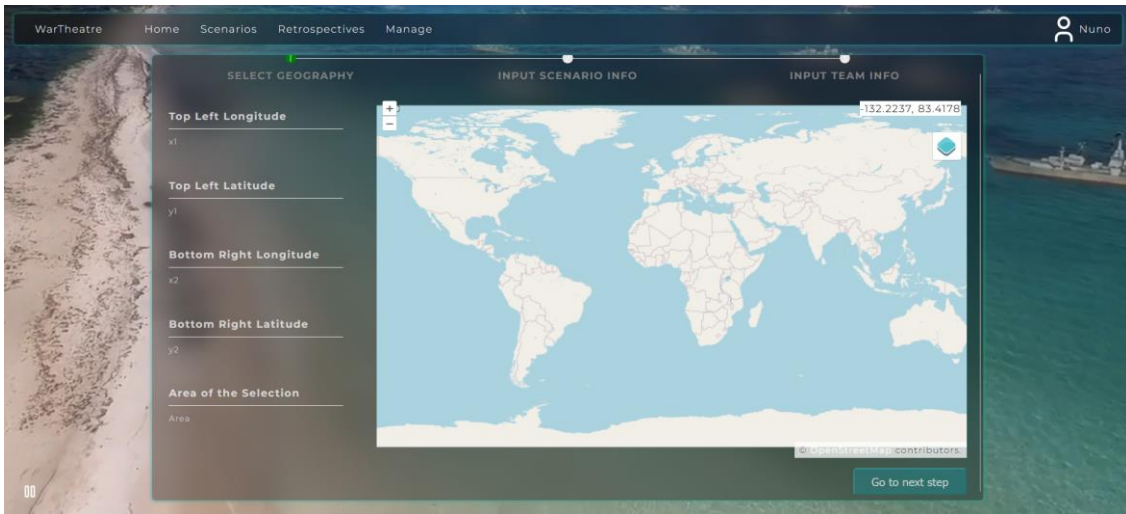 WarTheatre Home Scenarios Retrospectives Manage Nuno
SELECT GEOGRAPHY INPUT SCENARIO INFO INPUT TEAM INFO
Top Left Longitude
x1
Top Left Latitude
y1
Bottom Right Longitude
x2
Bottom Right Latitude
y2
Area of the Selection
Area
+
−
-132.2237, 83.4178
© OpenStreetMap contributors.
Go to next step